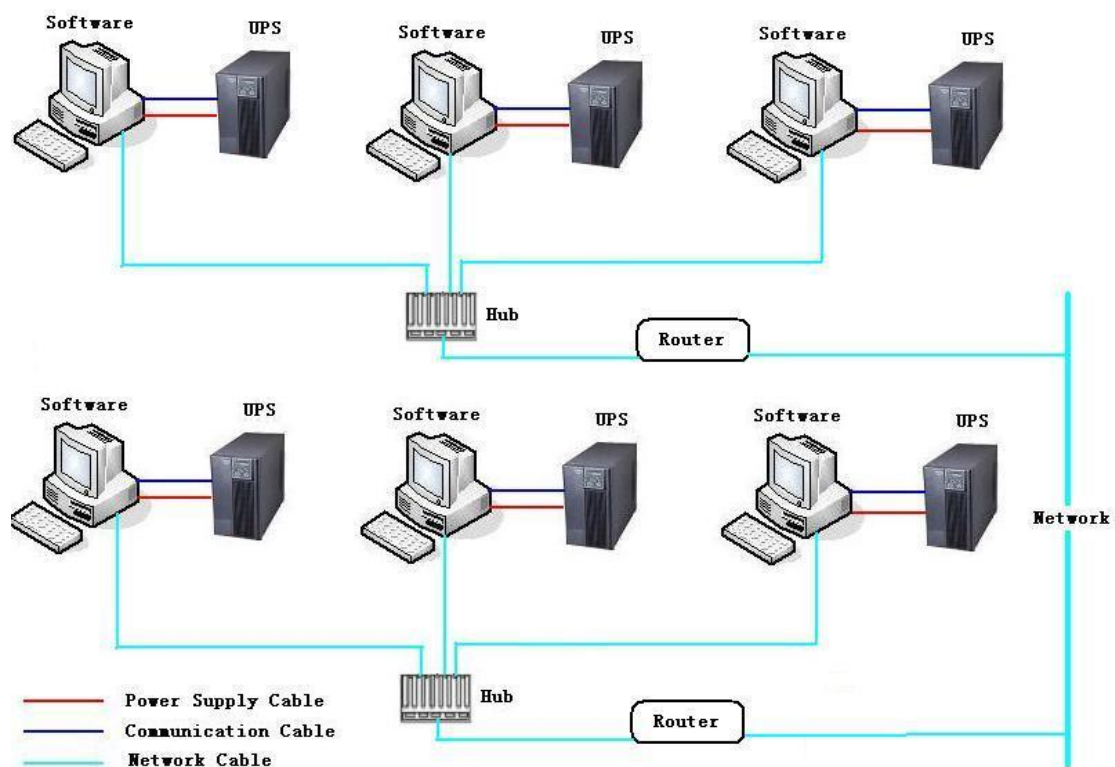 Software
UPS
Software
UPS
Software
UPS
Hub
Router
Software
UPS
Software
UPS
Software
UPS
Network
Hub
Router
Power Supply Cable
Communication Cable
Network Cable